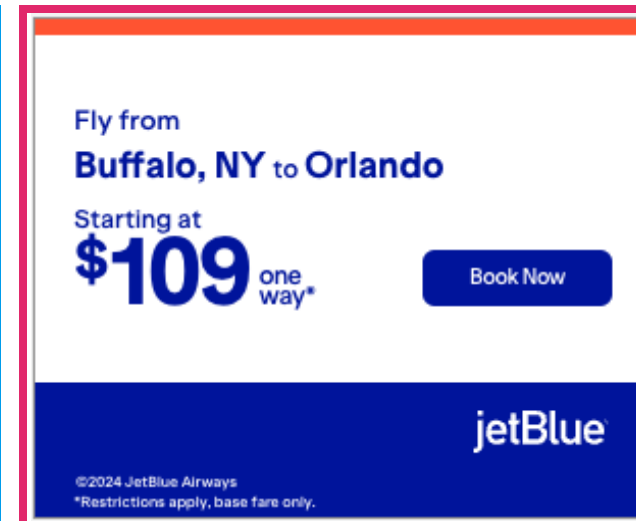 Fly from
Buffalo, NY to Orlando
Starting at
$109 one way*
Book Now
jetBlue
©2024 JetBlue Airways
*Restrictions apply, base fare only.